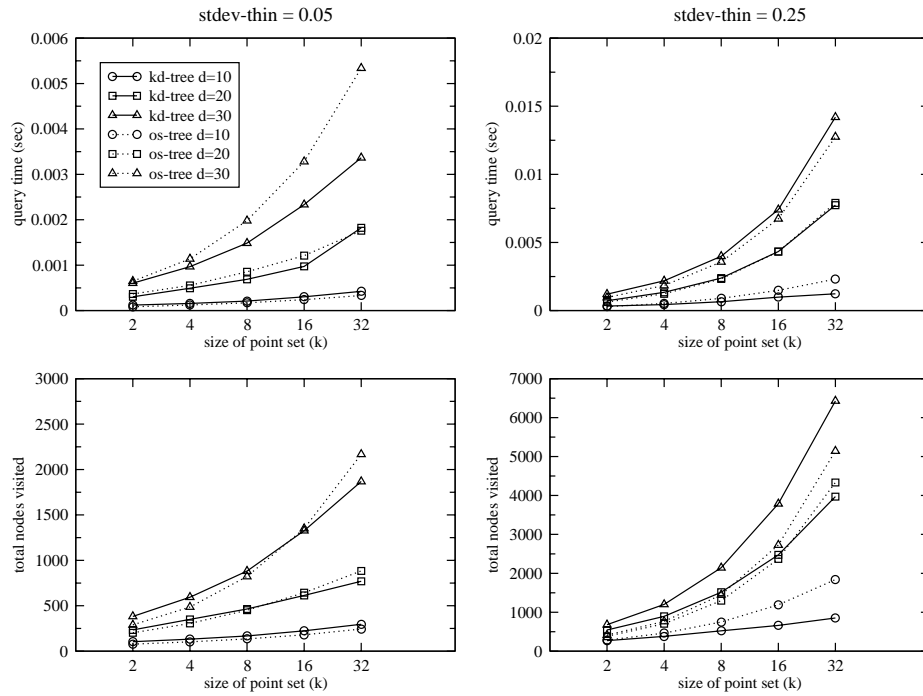 stdev-thin = 0.05
0.006
0.005
0.004
0.003
0.002
0.001
0
query time (sec)
kd-tree d=10
kd-tree d=20
kd-tree d=30
os-tree d=10
os-tree d=20
os-tree d=30
2 4 8 16 32
size of point set (k)
stdev-thin = 0.25
0.02
0.015
0.01
0.005
0
query time (sec)
2 4 8 16 32
size of point set (k)
3000
2500
2000
1500
1000
500
0
total nodes visited
2 4 8 16 32
size of point set (k)
7000
6000
5000
4000
3000
2000
1000
0
total nodes visited
2 4 8 16 32
size of point set (k)